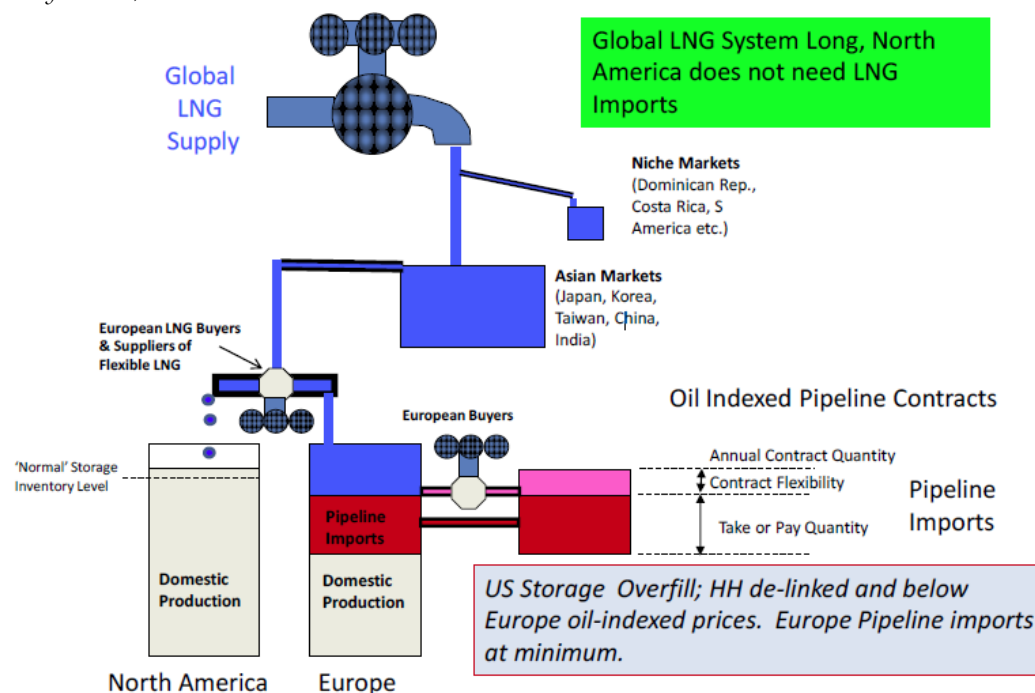 Global
LNG
Supply
Global LNG System Long, North
America does not need LNG
Imports
Niche Markets
(Dominican Rep.,
Costa Rica, S
America etc.)
Asian Markets
(Japan, Korea,
Taiwan, China,
India)
European LNG Buyers
& Suppliers of
Flexible LNG
European Buyers
Oil Indexed Pipeline Contracts
'Normal' Storage
Inventory Level
Annual Contract Quantity
Contract Flexibility
Take or Pay Quantity
Pipeline
Imports
Pipeline
Imports
Domestic
Production
Domestic
Production
US Storage Overfill; HH de-linked and below
Europe oil-indexed prices. Europe Pipeline imports
at minimum.
North America
Europe